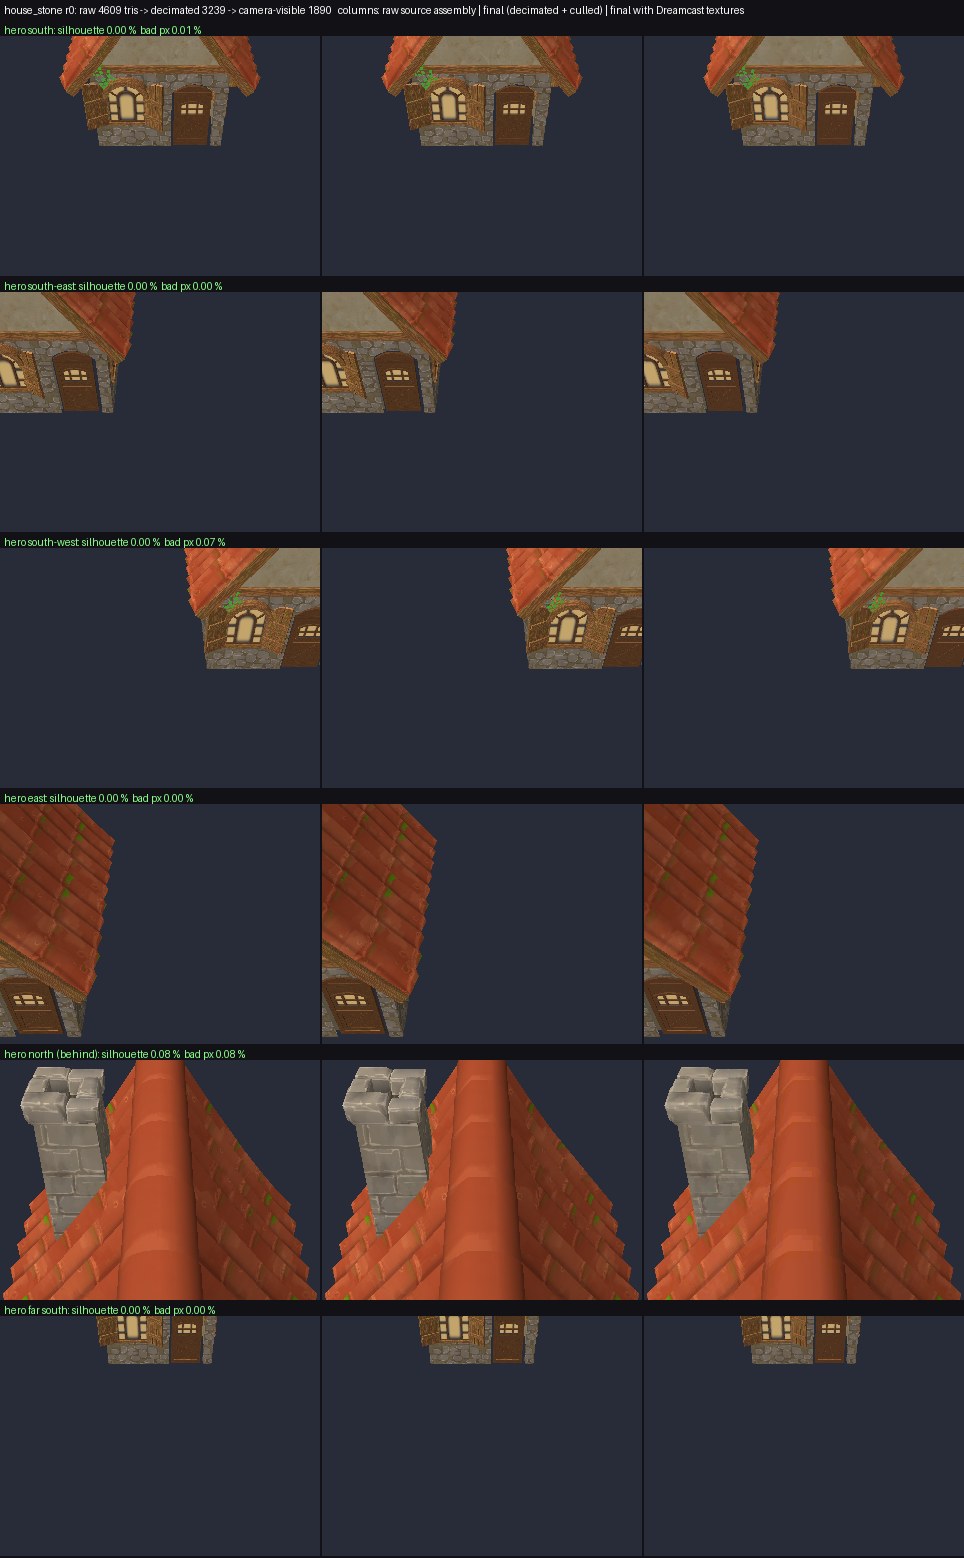 house_stone r0: raw 4609 tris -> decimated 3239 -> camera-visible 1890   columns: raw source assembly | final (decimated + culled) | final with Dreamcast textures
hero south: silhouette 0.00 %  bad px 0.01 %
hero south-east: silhouette 0.00 %  bad px 0.00 %
hero south-west: silhouette 0.00 %  bad px 0.07 %
hero east: silhouette 0.00 %  bad px 0.00 %
hero north (behind): silhouette 0.08 %  bad px 0.08 %
hero far south: silhouette 0.00 %  bad px 0.00 %